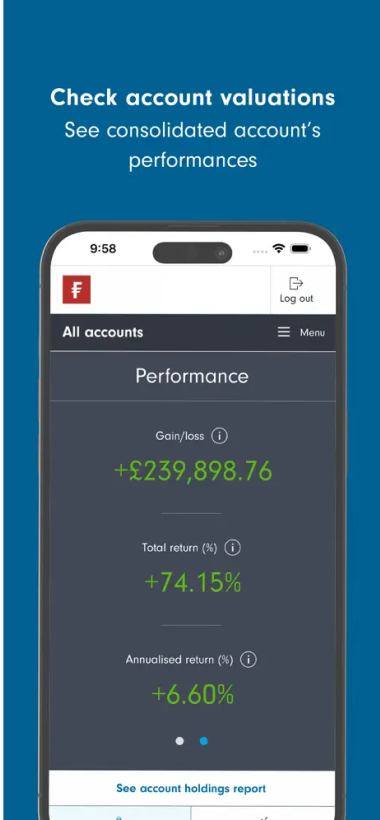 Check account valuations
See consolidated account's
performances
9:58
Log out
All accounts
Menu
Performance
Gain/loss i
+£239,898.76
Total return (%) i
+74.15%
Annualised return (%) i
+6.60%
See account holdings report